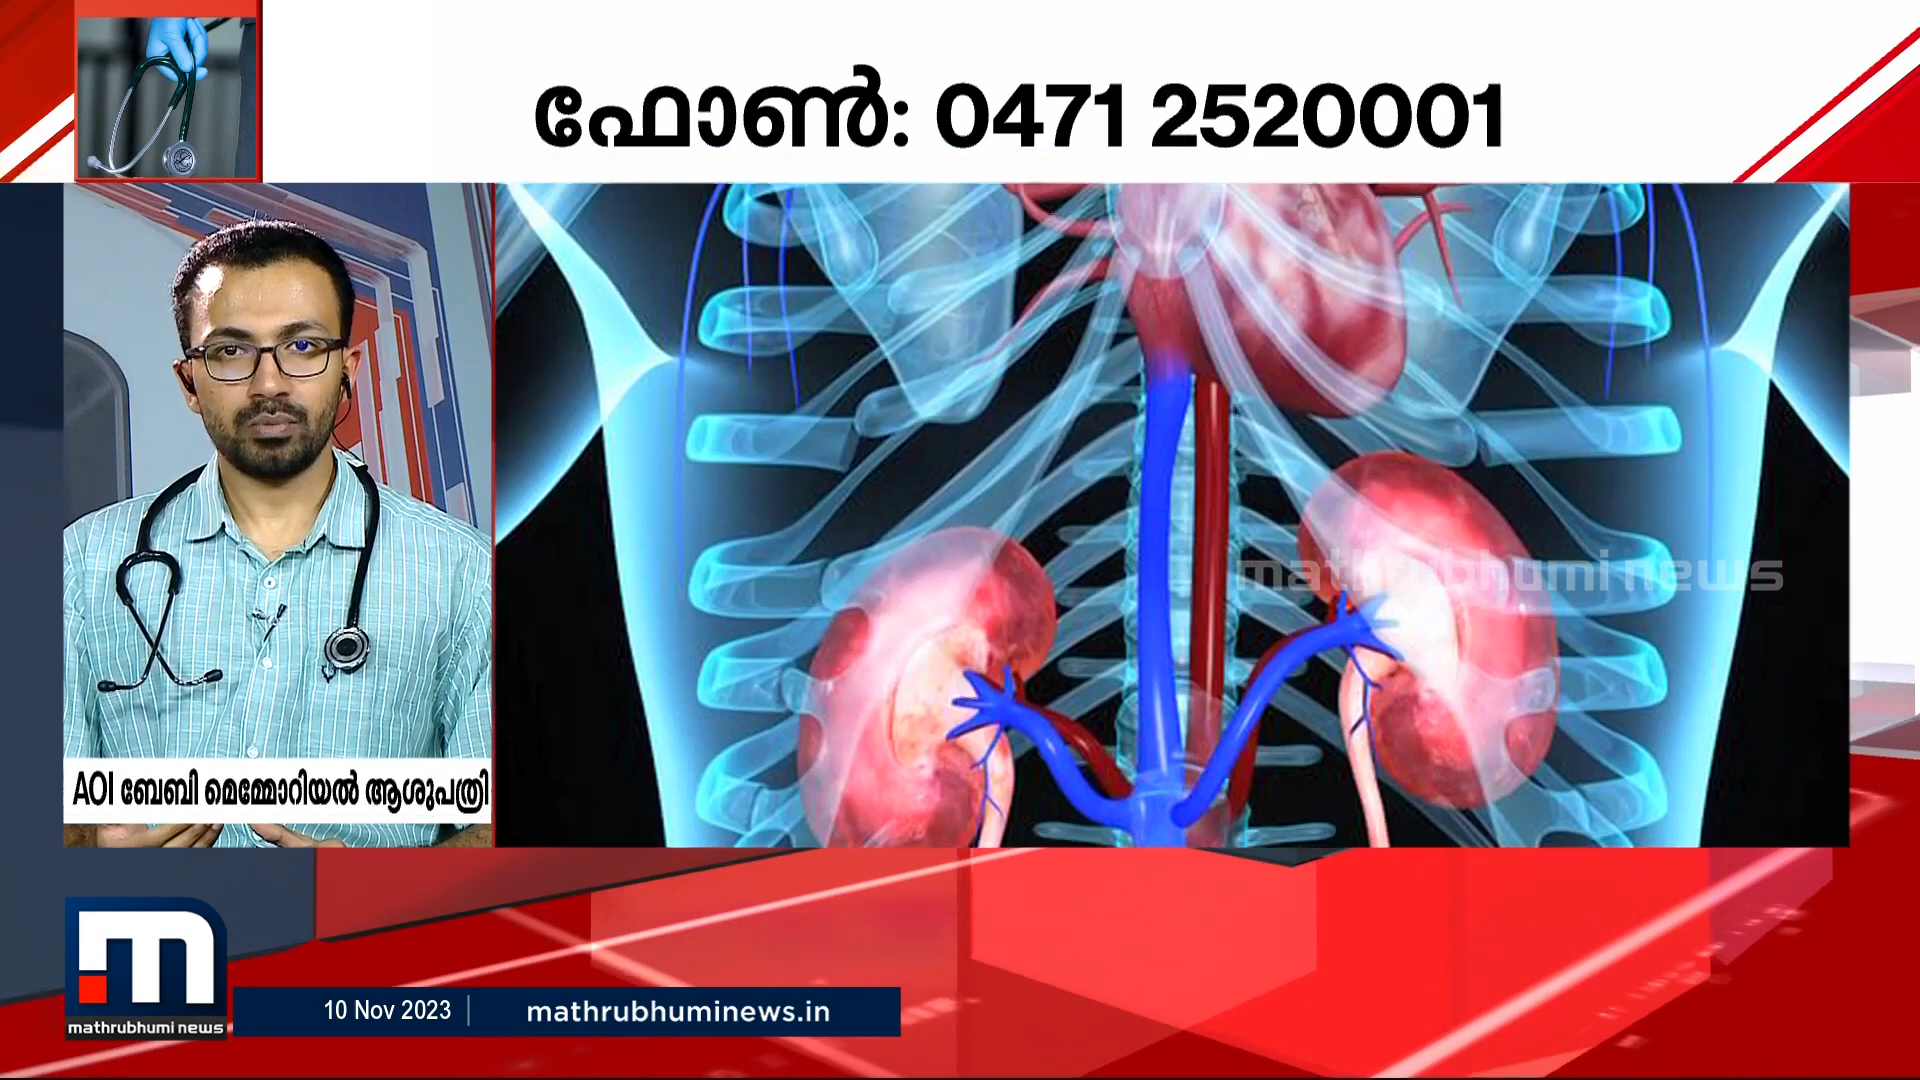 ഫോൺ: 0471 2520001
mathrubhumi news
AOI ബേബി മെമ്മോറിയൽ ആശുപത്രി
mathrubhumi news
10 Nov 2023
mathrubhuminews.in